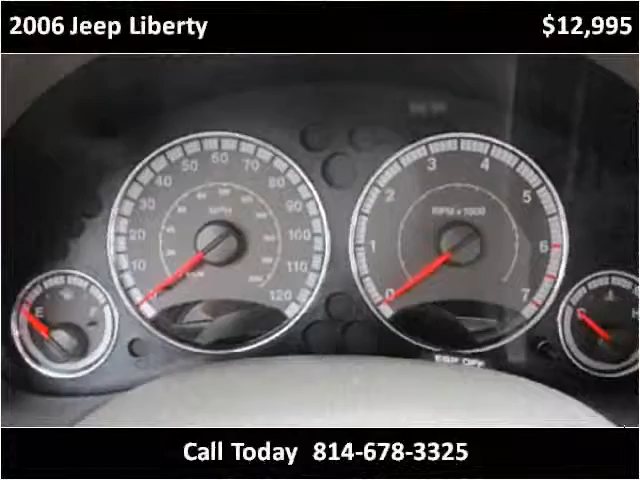 2006 Jeep Liberty $12,995
10 20 30 40 50 60 70 80 90 100 110 120
MPH
0 1 2 3 4 5 6 7
RPM x 1000
E F
C H
ESP OFF
Call Today 814-678-3325